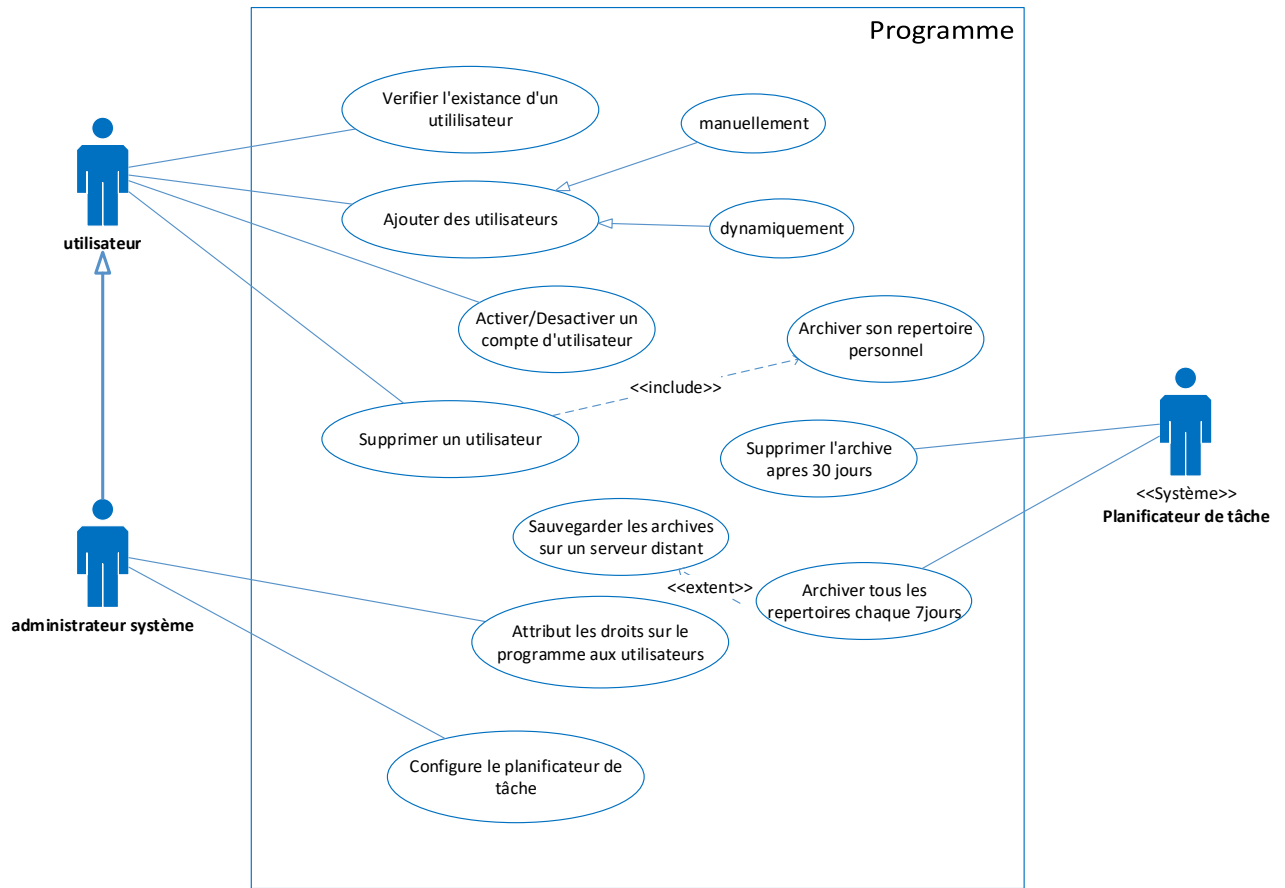 Programme
Verifier l'existance d'un
utililisateur
manuellement
Ajouter des utilisateurs
dynamiquement
utilisateur
Activer/Desactiver un
compte d'utilisateur
Archiver son repertoire
personnel
<<include>>
Supprimer un utilisateur
Supprimer l'archive
apres 30 jours
<<Système>>
Planificateur de tâche
Sauvegarder les archives
sur un serveur distant
<<extent>>
Archiver tous les
repertoires chaque 7jours
administrateur système
Attribut les droits sur le
programme aux utilisateurs
Configure le planificateur de
tâche